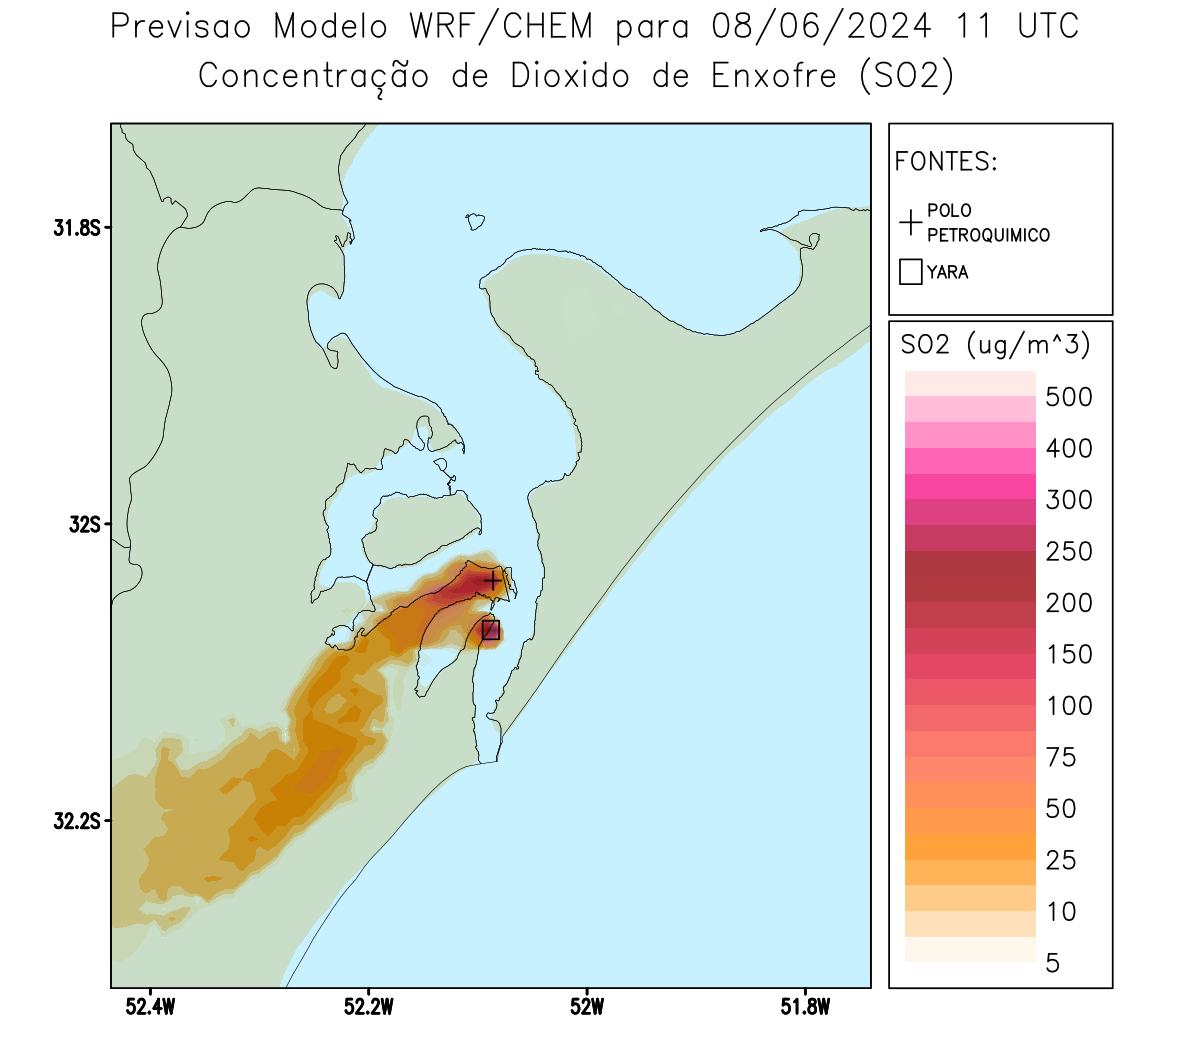 Previsao Modelo WRF/CHEM para 08/06/2024 11 UTC
Concentração de Dioxido de Enxofre (SO2)
FONTES:
POLO
PETROQUIMICO
YARA
SO2 (ug/m^3)
500
400
300
250
200
150
100
75
50
25
10
5
31.8S
32S
32.2S
52.4W 52.2W 52W 51.8W